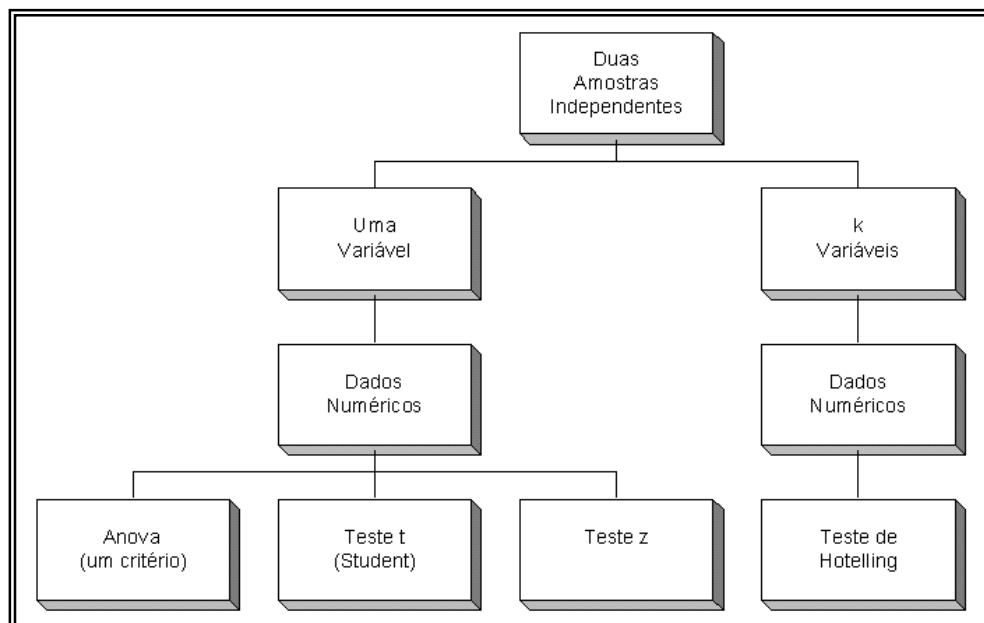 Duas
Amostras
Independentes
Uma
Variável
k
Variáveis
Dados
Numéricos
Dados
Numéricos
Anova
(um critério)
Teste t
(Student)
Teste z
Teste de
Hotelling